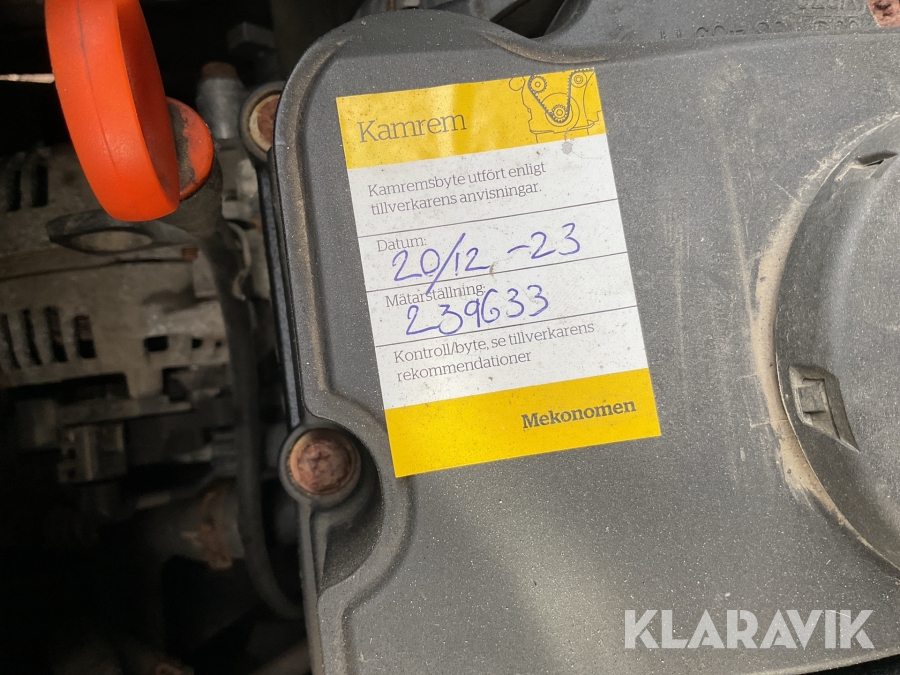 Kamrem
Kamremsbyte utfört enligt
tillverkarens anvisningar.
Datum:
20/12 -23
Mätarställning:
239633
Kontroll/byte, se tillverkarens
rekommendationer
Mekonomen
KLARAVIK